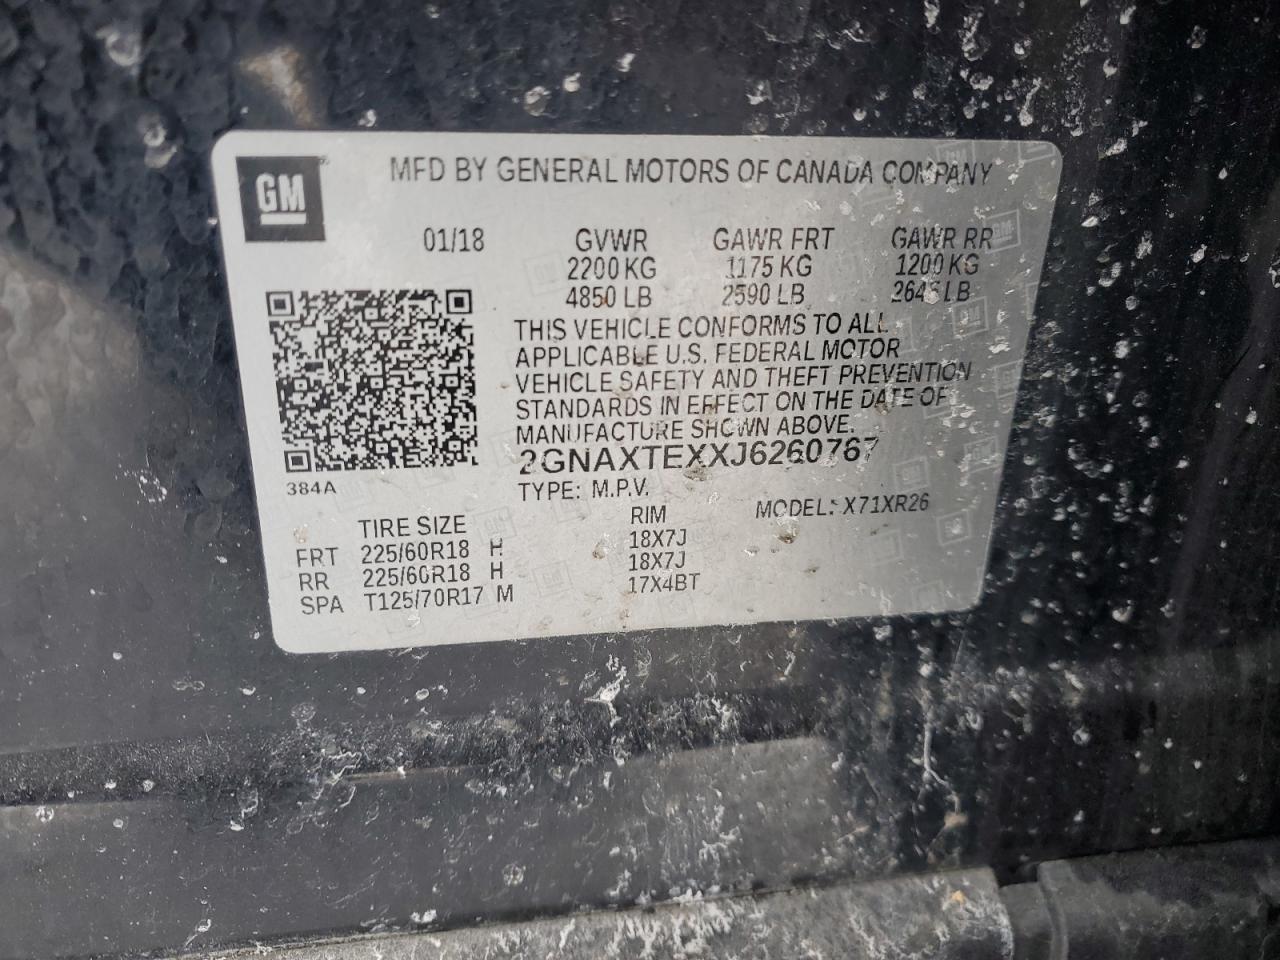 GM
MFD BY GENERAL MOTORS OF CANADA COMPANY
01/18 GVWR GAWR FRT GAWR RR
2200 KG 1175 KG 1200 KG
4850 LB 2590 LB 2645 LB
THIS VEHICLE CONFORMS TO ALL
APPLICABLE U.S. FEDERAL MOTOR
VEHICLE SAFETY AND THEFT PREVENTION
STANDARDS IN EFFECT ON THE DATE OF
MANUFACTURE SHOWN ABOVE.
2GNAXTEXXJ6260767
384A
TYPE: M.P.V. MODEL: X71XR26
TIRE SIZE RIM
FRT 225/60R18 H 18X7J
RR 225/60R18 H 18X7J
SPA T125/70R17 M 17X4BT